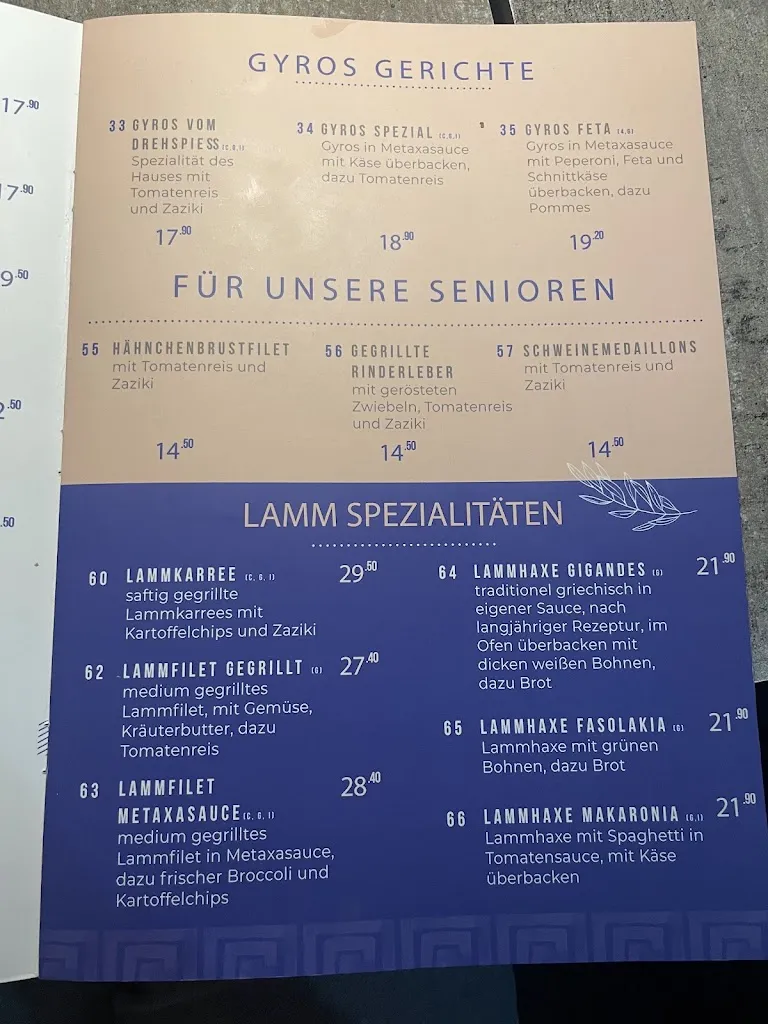 17.90
17.90
9.50
2.50
.50
GYROS GERICHTE
33 GYROS VOM
DREHSPIESS (C,G,I)
Spezialität des
Hauses mit
Tomatenreis
und Zaziki
17.90
34 GYROS SPEZIAL (C,G,I)
Gyros in Metaxasauce
mit Käse überbacken,
dazu Tomatenreis
18.90
35 GYROS FETA
Gyros in Metaxasauce
mit Peperoni, Feta und
Schnittkäse
überbacken, dazu
Pommes
19.20
FÜR UNSERE SENIOREN
55 HÄHNCHENBRUSTFILET
mit Tomatenreis und
Zaziki
14.50
56 GEGRILLTE
RINDERLEBER
mit gerösteten
Zwiebeln, Tomatenreis
und Zaziki
14.50
57 SCHWEINEMEDAILLONS
mit Tomatenreis und
Zaziki
14.50
LAMM SPEZIALITÄTEN
60 LAMMKARREE (C, G, I) 29.50
saftig gegrillte
Lammkarrees mit
Kartoffelchips und Zaziki
62 LAMMFILET GEGRILLT (G) 27.40
medium gegrilltes
Lammfilet, mit Gemüse,
Kräuterbutter, dazu
Tomatenreis
63 LAMMFILET 28.40
METAXASAUCE (C, G, I)
medium gegrilltes
Lammfilet in Metaxasauce,
dazu frischer Broccoli und
Kartoffelchips
64 LAMMHAXE GIGANDES (G) 21.90
traditionel griechisch in
eigener Sauce, nach
langjähriger Rezeptur, im
Ofen überbacken mit
dicken weißen Bohnen,
dazu Brot
65 LAMMHAXE FASOLAKIA (G) 21.90
Lammhaxe mit grünen
Bohnen, dazu Brot
66 LAMMHAXE MAKARONIA (G,I) 21.90
Lammhaxe mit Spaghetti in
Tomatensauce, mit Käse
überbacken